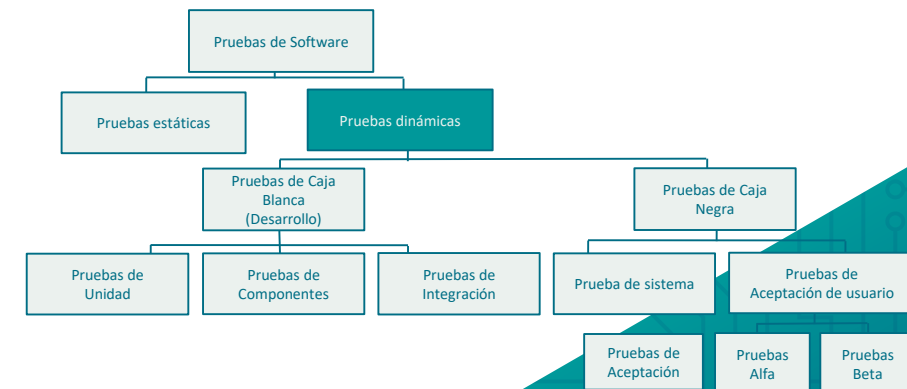 Pruebas de Software
Pruebas estáticas
Pruebas dinámicas
Pruebas de Caja
Blanca
(Desarrollo)
Pruebas de Caja
Negra
Pruebas de
Unidad
Pruebas de
Componentes
Pruebas de
Integración
Prueba de sistema
Pruebas de
Aceptación de usuario
Pruebas de
Aceptación
Pruebas
Alfa
Pruebas
Beta